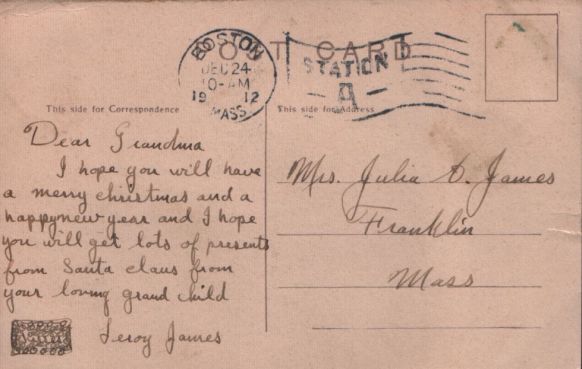 POST CARD
BOSTON
DEC 24
10-AM
19 12
MASS
STATION
A
This side for Correspondence
This side for Address
Dear Grandma
I hope you will have
a merry christmas and a
happy new year and I hope
you will get lots of presents
from Santa claus from
your loving grand child
Leroy James
Mrs. Julia D. James
Franklin
Mass